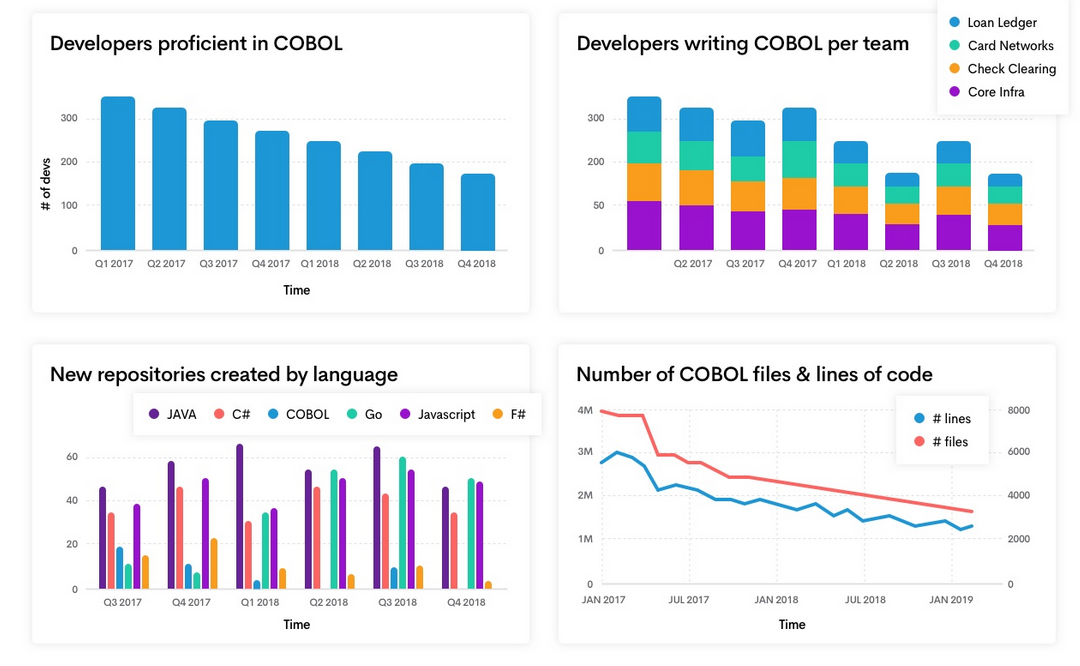 Developers proficient in COBOL
# of devs
300
200
100
0
Q1 2017 Q2 2017 Q3 2017 Q4 2017 Q1 2018 Q2 2018 Q3 2018 Q4 2018
Time
Developers writing COBOL per team
Loan Ledger
Card Networks
Check Clearing
Core Infra
300
200
50
0
Q2 2017 Q3 2017 Q4 2017 Q1 2018 Q2 2018 Q3 2018 Q4 2018
New repositories created by language
JAVA C# COBOL Go Javascript F#
60
40
20
0
Q3 2017 Q4 2017 Q1 2018 Q2 2018 Q3 2018 Q4 2018
Time
Number of COBOL files & lines of code
# lines
# files
4M 8000
3M 6000
2M 4000
1M 2000
0 0
JAN 2017 JUL 2017 JAN 2018 JUL 2018 JAN 2019
Time